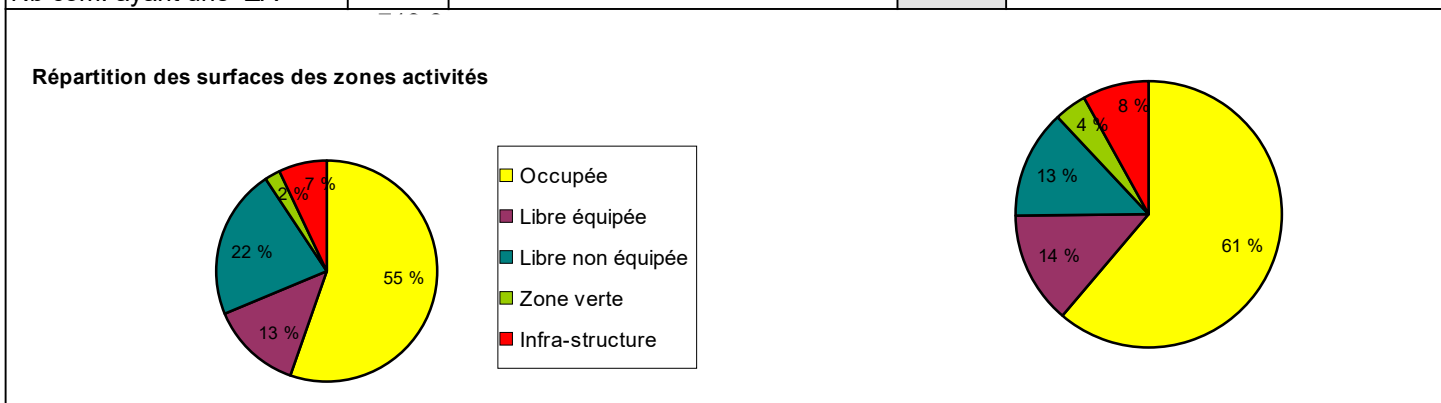 Répartition des surfaces des zones activités
7 %
2 %
22 %
55 %
13 %
Occupée
Libre équipée
Libre non équipée
Zone verte
Infra-structure
8 %
4 %
13 %
14 %
61 %